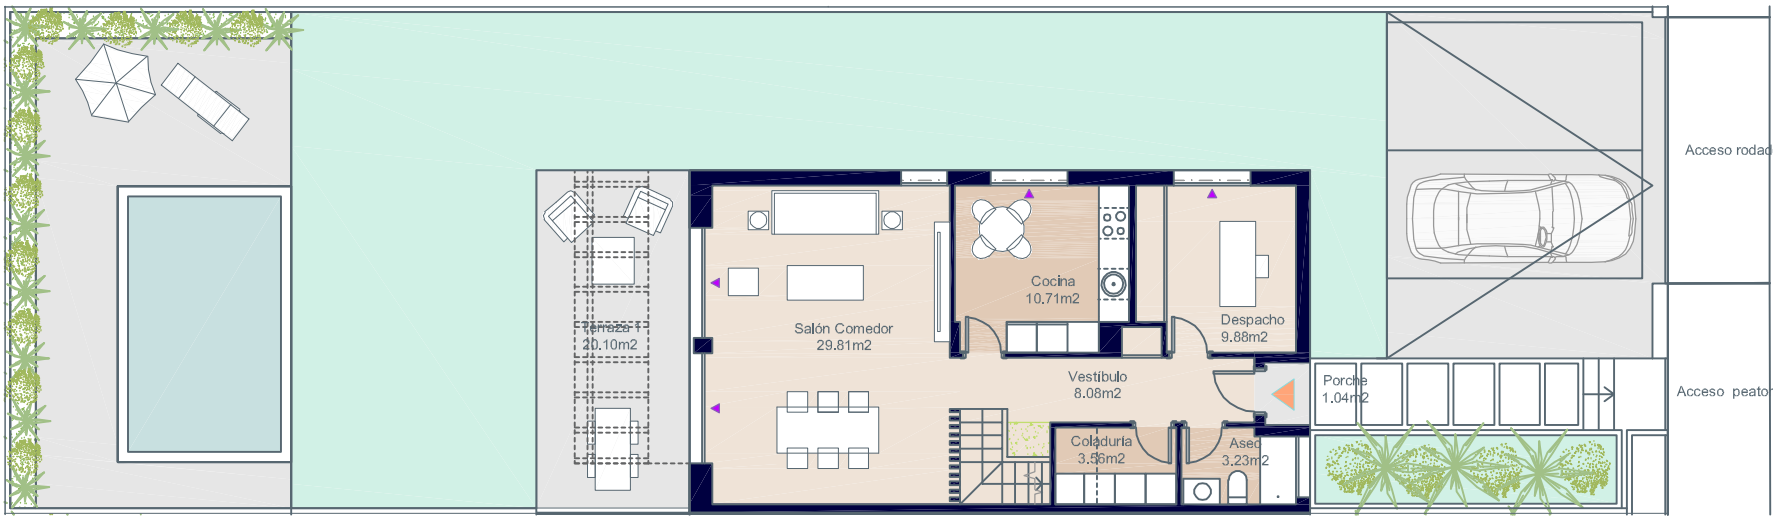 Acceso rodad
Cocina
10.71m2
Despacho
9.88m2
Salón Comedor
29.81m2
Terraza 1
20.10m2
Vestíbulo
8.08m2
Porche
1.04m2
Acceso peator
Coladuría
3.56m2
Aseo
3.23m2